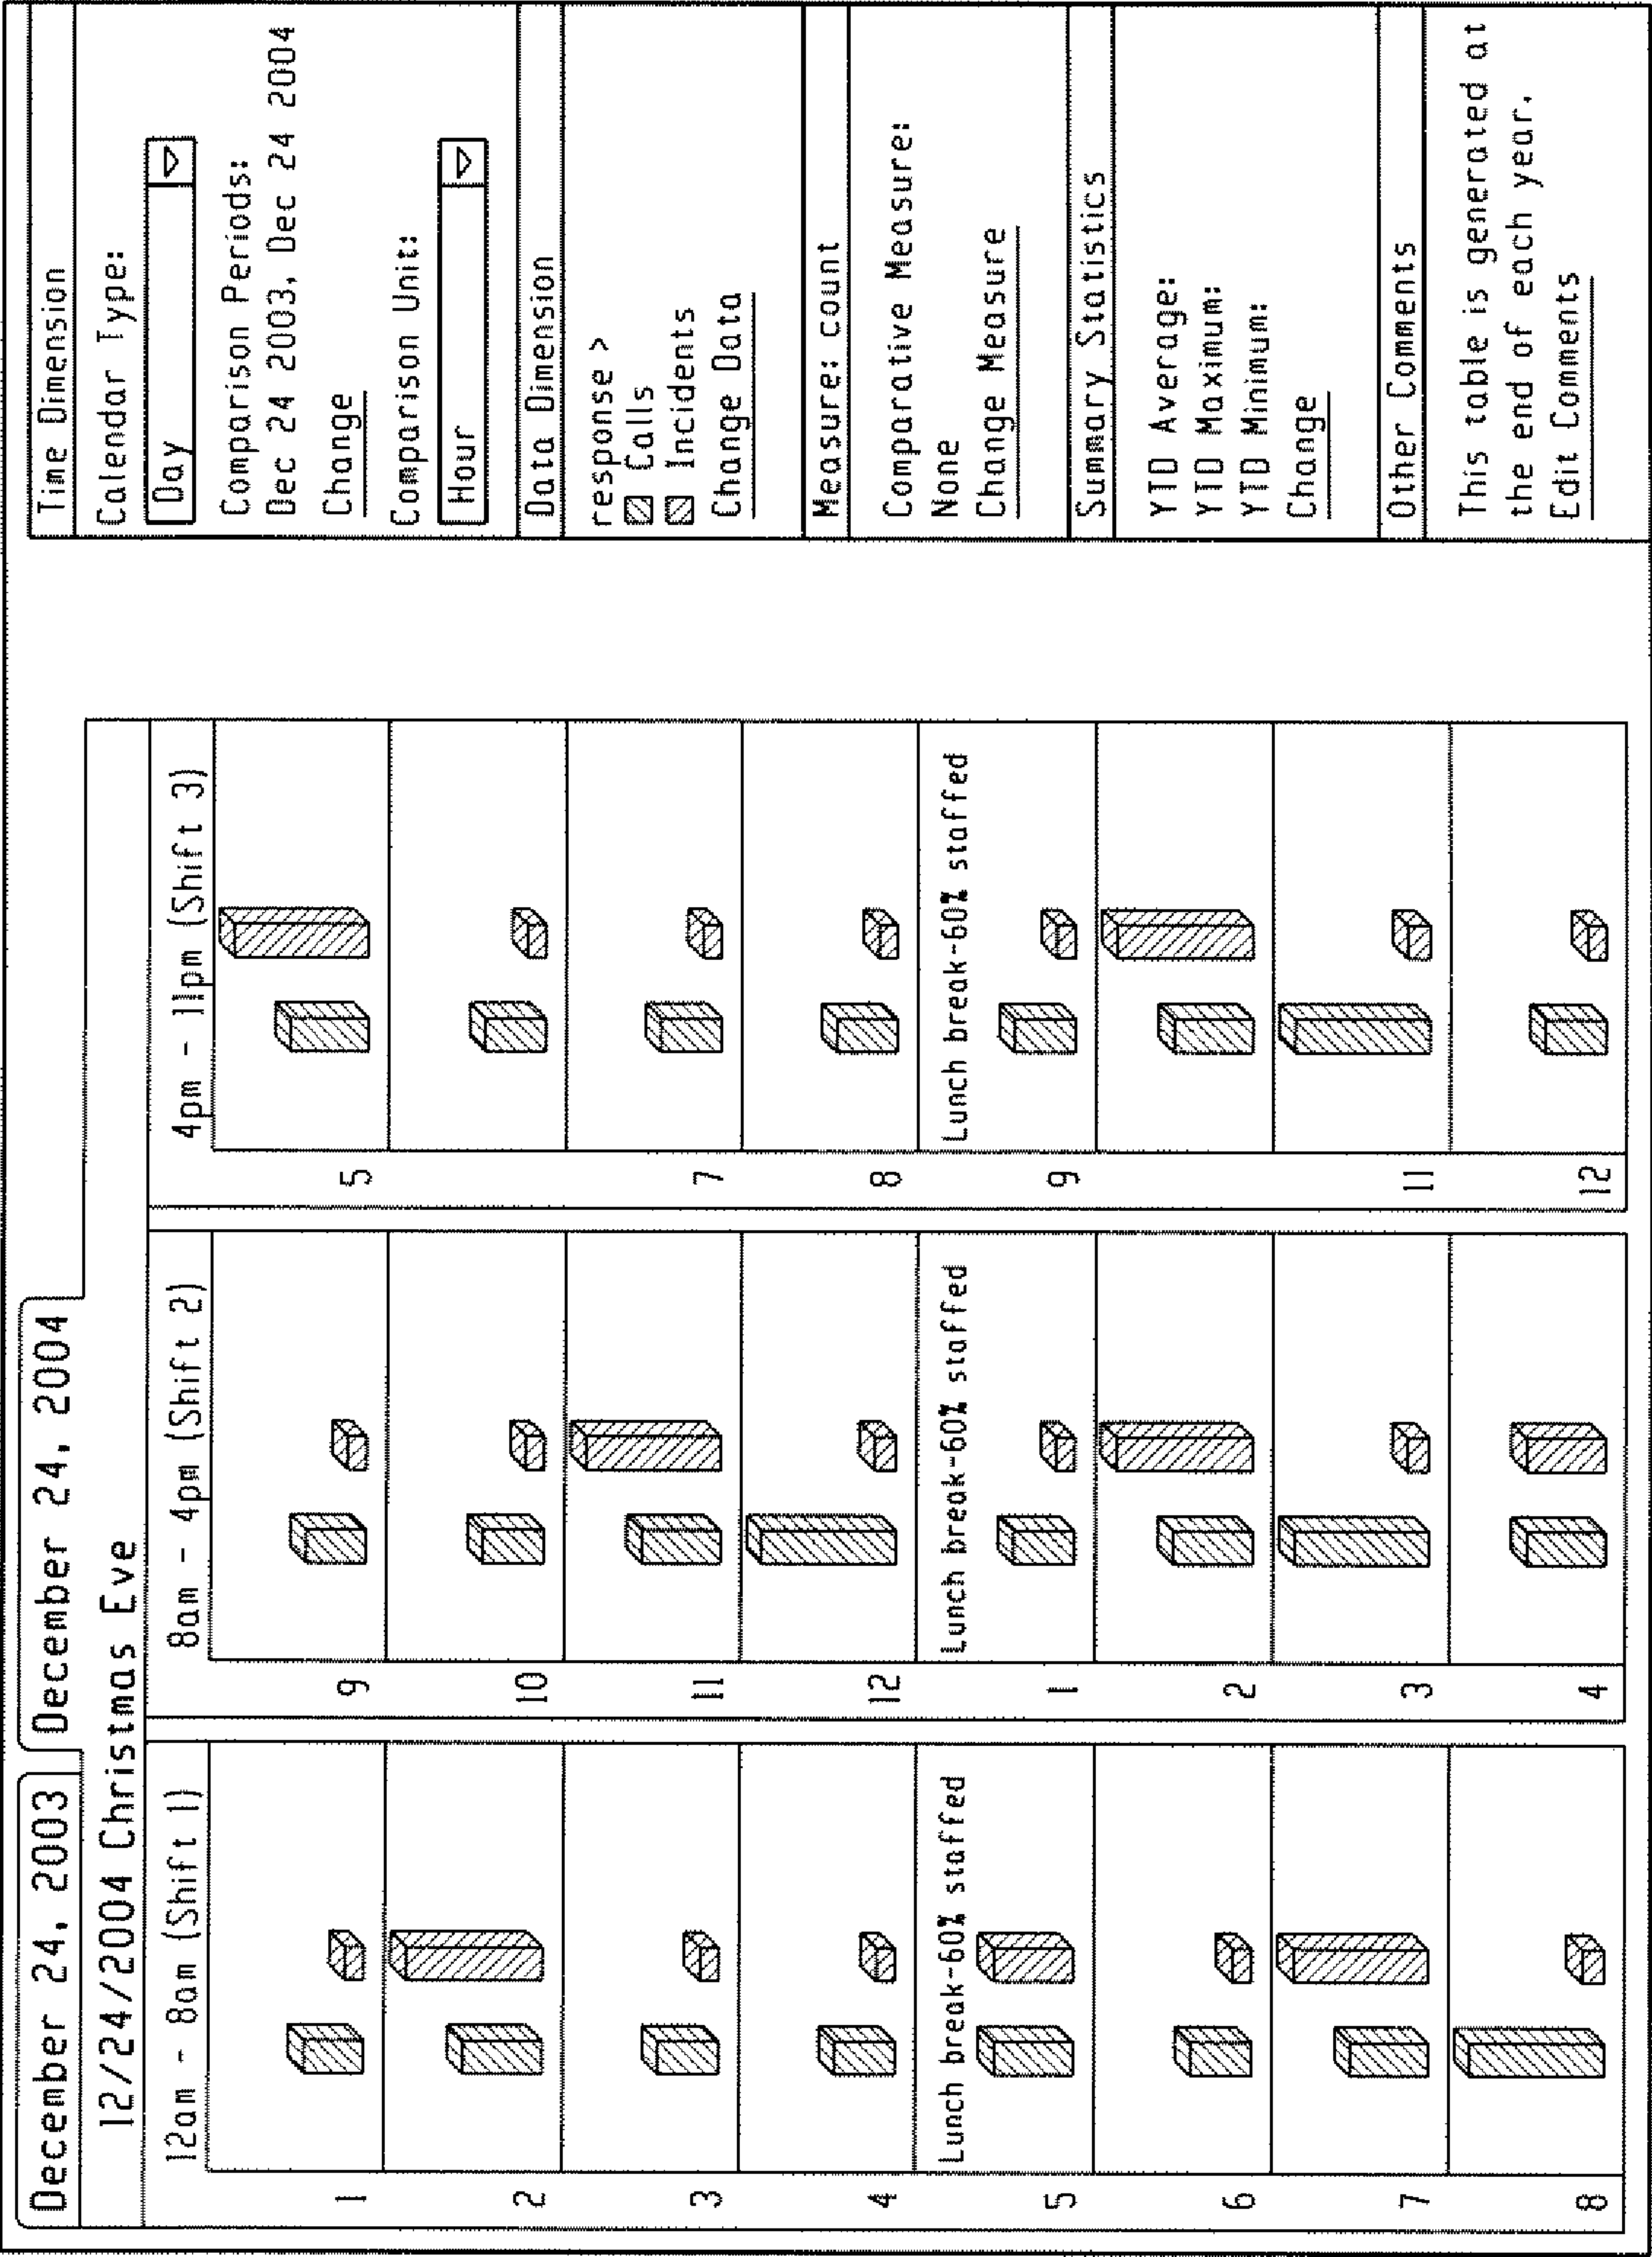 December 24, 2003
December 24, 2004
12/24/2004 Christmas Eve
12am - 8am (Shift 1)
1
2
3
4
Lunch break-60% staffed
5
6
7
8
8am - 4pm (Shift 2)
9
10
11
12
Lunch break-60% staffed
1
2
3
4
4pm - 11pm (Shift 3)
5
7
8
Lunch break-60% staffed
9
11
12
Time Dimension
Calendar Type:
Day
Comparison Periods:
Dec 24 2003, Dec 24 2004
Change
Comparison Unit:
Hour
Data Dimension
response >
Calls
Incidents
Change Data
Measure: count
Comparative Measure:
None
Change Measure
Summary Statistics
YTD Average:
YTD Maximum:
YTD Minimum:
Change
Other Comments
This table is generated at
the end of each year.
Edit Comments